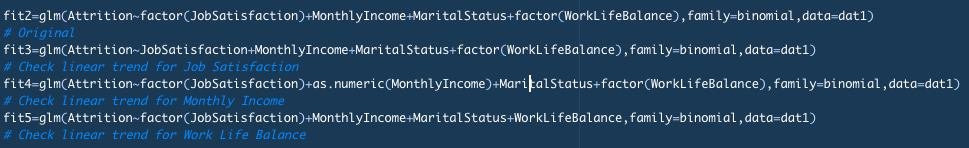 fit2=glm(Attrition~factor(JobSatisfaction)+MonthlyIncome+MaritalStatus+factor(WorkLifeBalance),family=binomial,data=dat1)
# Original
fit3=glm(Attrition~JobSatisfaction+MonthlyIncome+MaritalStatus+factor(WorkLifeBalance),family=binomial,data=dat1)
# Check linear trend for Job Satisfaction
fit4=glm(Attrition~factor(JobSatisfaction)+as.numeric(MonthlyIncome)+MaritalStatus+factor(WorkLifeBalance),family=binomial,data=dat1)
# Check linear trend for Monthly Income
fit5=glm(Attrition~factor(JobSatisfaction)+MonthlyIncome+MaritalStatus+WorkLifeBalance,family=binomial,data=dat1)
# Check linear trend for Work Life Balance